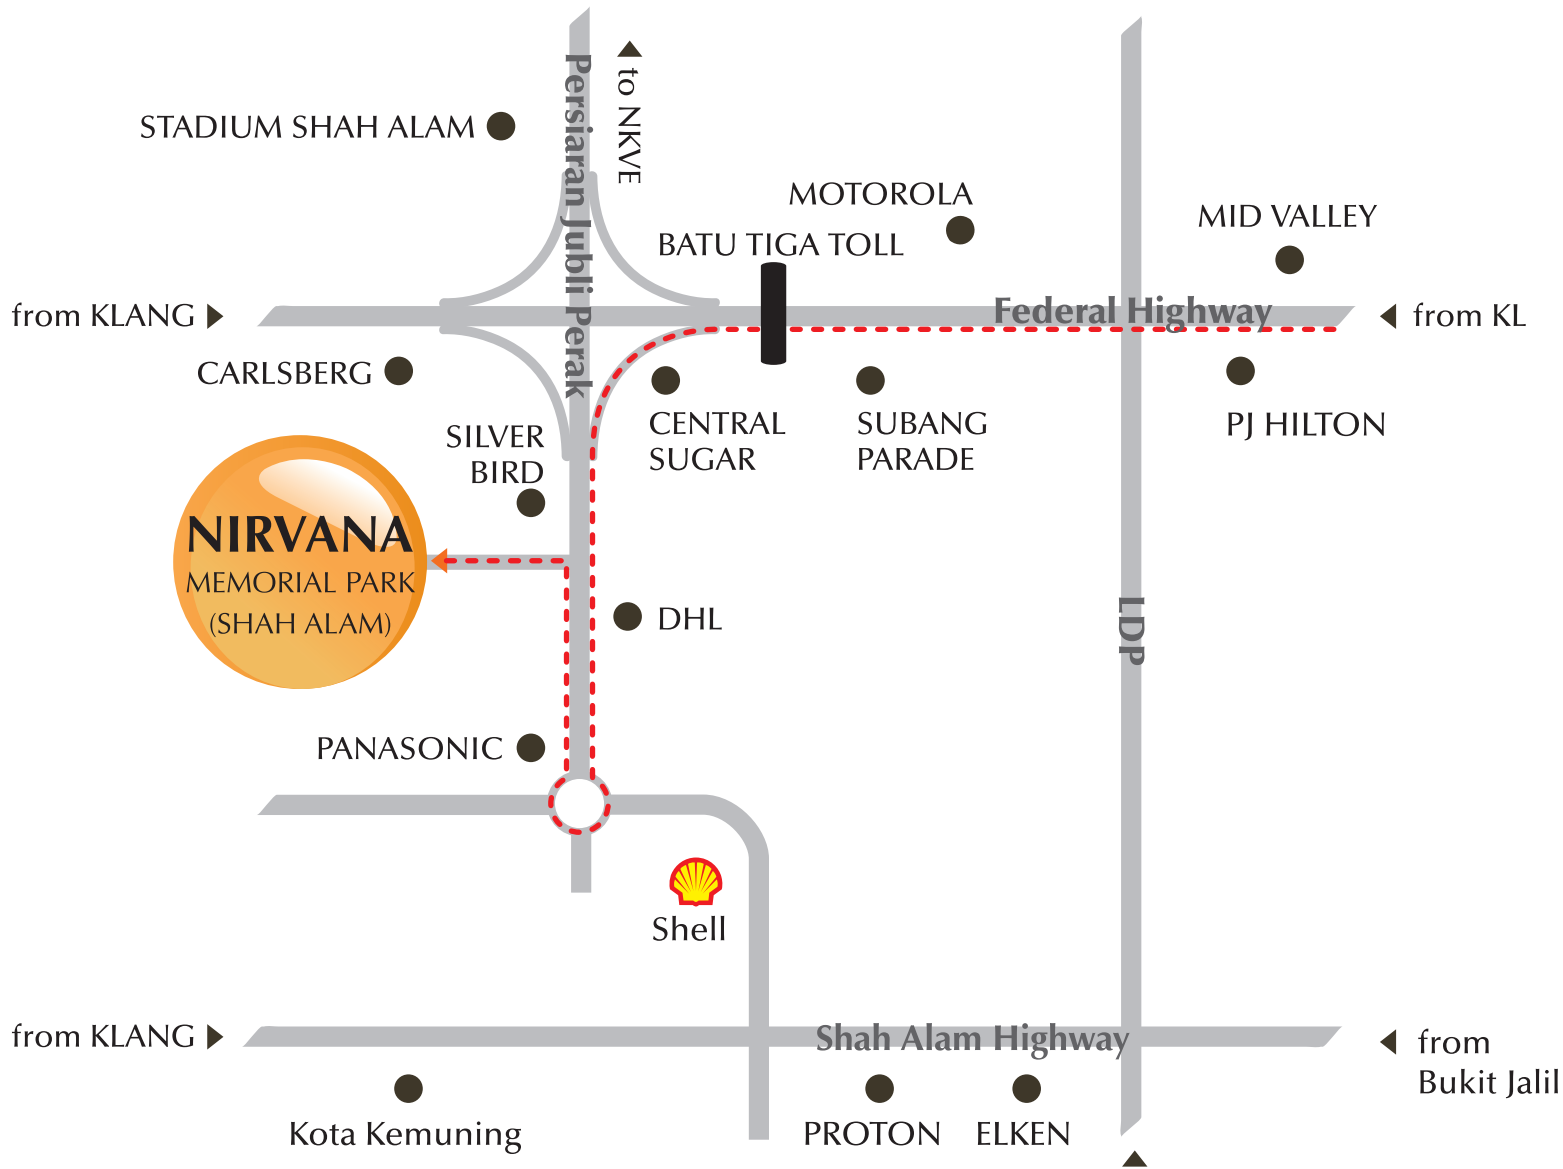 to NKVE
Persiaran Jubli Perak
STADIUM SHAH ALAM
MOTOROLA
MID VALLEY
BATU TIGA TOLL
from KLANG
Federal Highway
from KL
CARLSBERG
CENTRAL
SUGAR
SUBANG
PARADE
PJ HILTON
SILVER
BIRD
NIRVANA
MEMORIAL PARK
(SHAH ALAM)
DHL
LDP
PANASONIC
Shell
from KLANG
Shah Alam Highway
from
Bukit Jalil
Kota Kemuning
PROTON
ELKEN